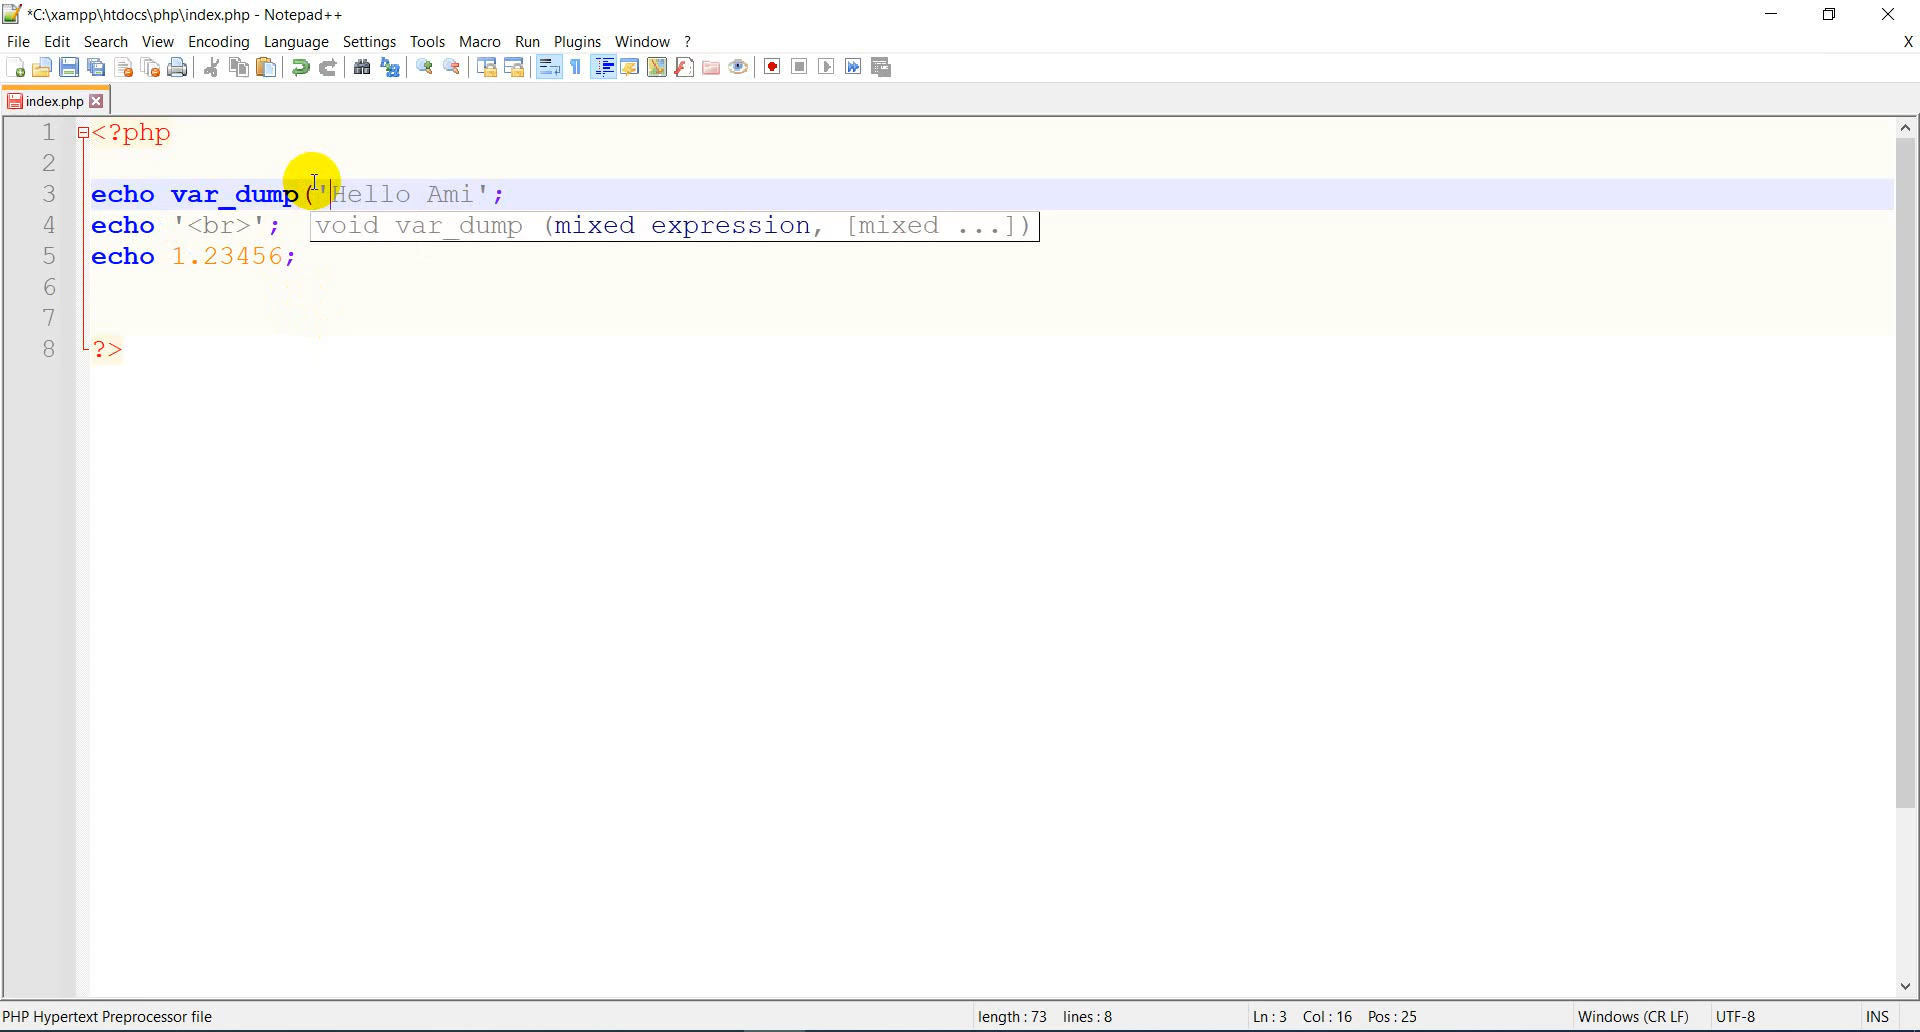 *C:\xampp\htdocs\php\index.php - Notepad++
File Edit Search View Encoding Language Settings Tools Macro Run Plugins Window ?
X
index.php
1 <?php
2
3 echo var_dump('Hello Ami';
4 echo '<br>'; void var_dump (mixed expression, [mixed ...])
5 echo 1.23456;
6
7
8 ?>
PHP Hypertext Preprocessor file length : 73 lines : 8 Ln : 3 Col : 16 Pos : 25 Windows (CR LF) UTF-8 INS